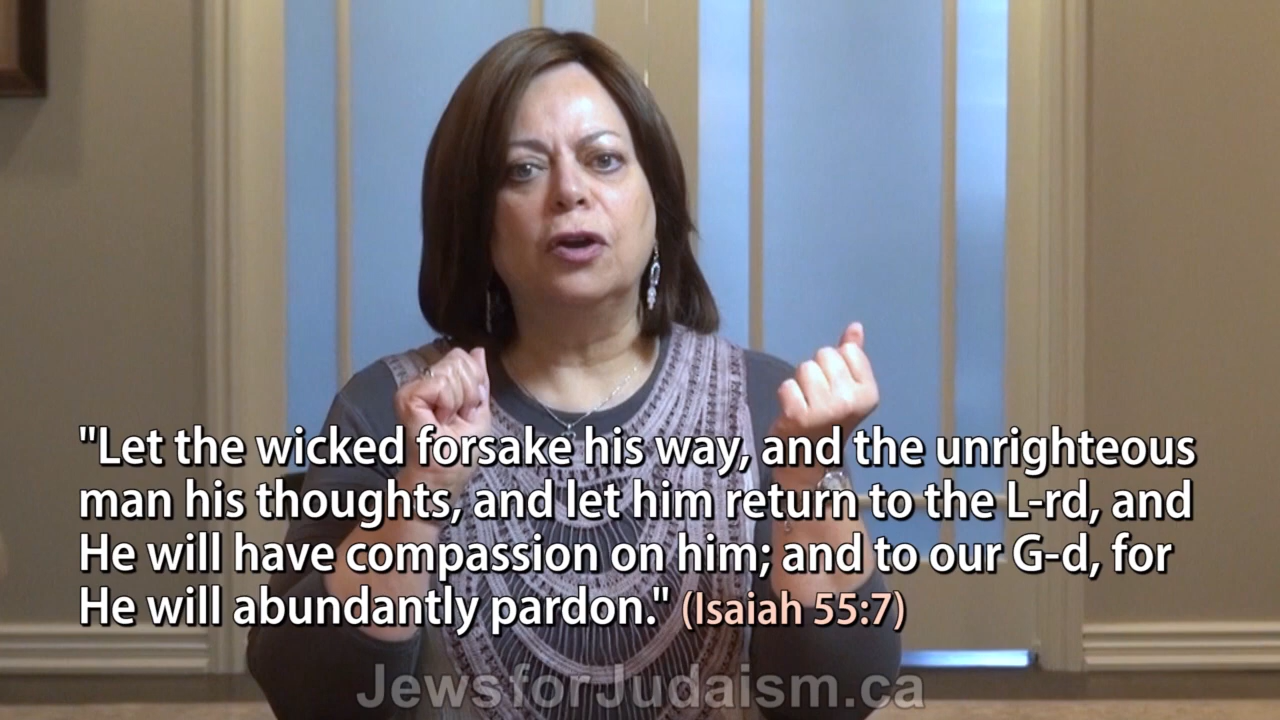 "Let the wicked forsake his way, and the unrighteous
man his thoughts, and let him return to the L-rd, and
He will have compassion on him; and to our G-d, for
He will abundantly pardon." (Isaiah 55:7)
JewsforJudaism.ca